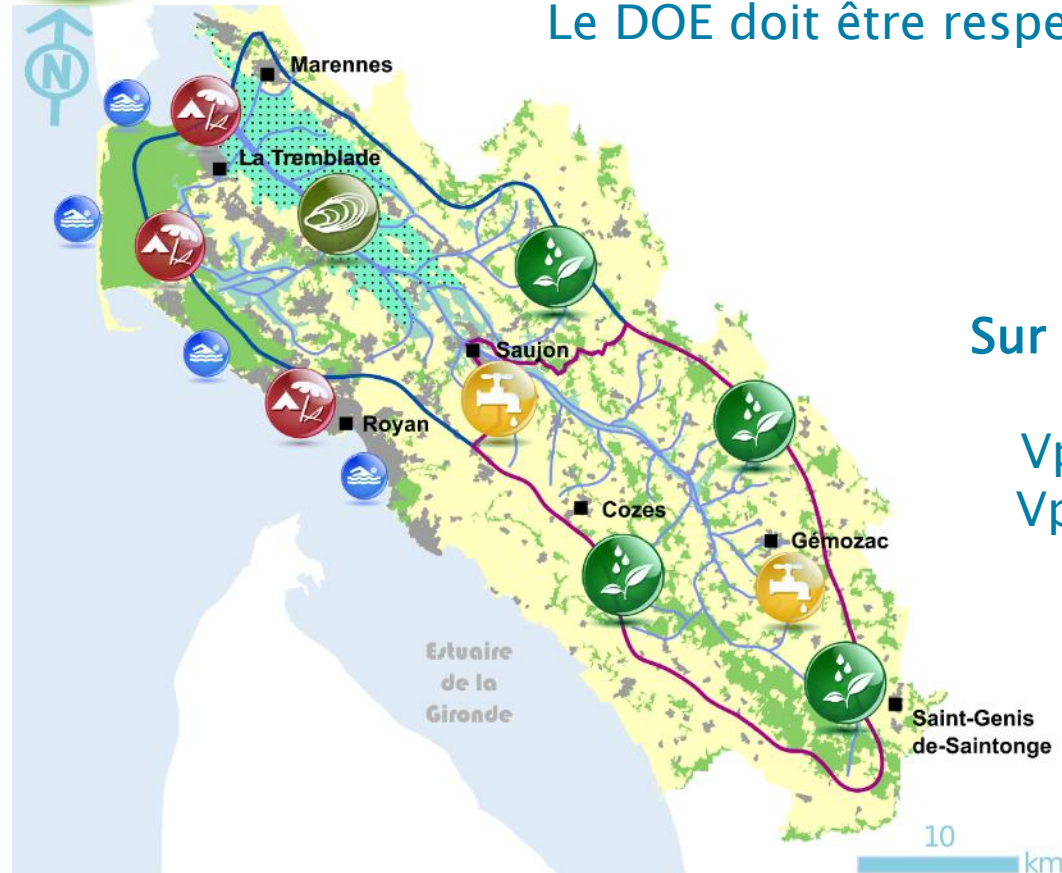 Le DOE doit être respe
N
Marennes
La Tremblade
Saujon
Sur
Royan
Vp
Vp
Cozes
Gémozac
Estuaire
de la
Gironde
Saint-Genis
de-Saintonge
10
km